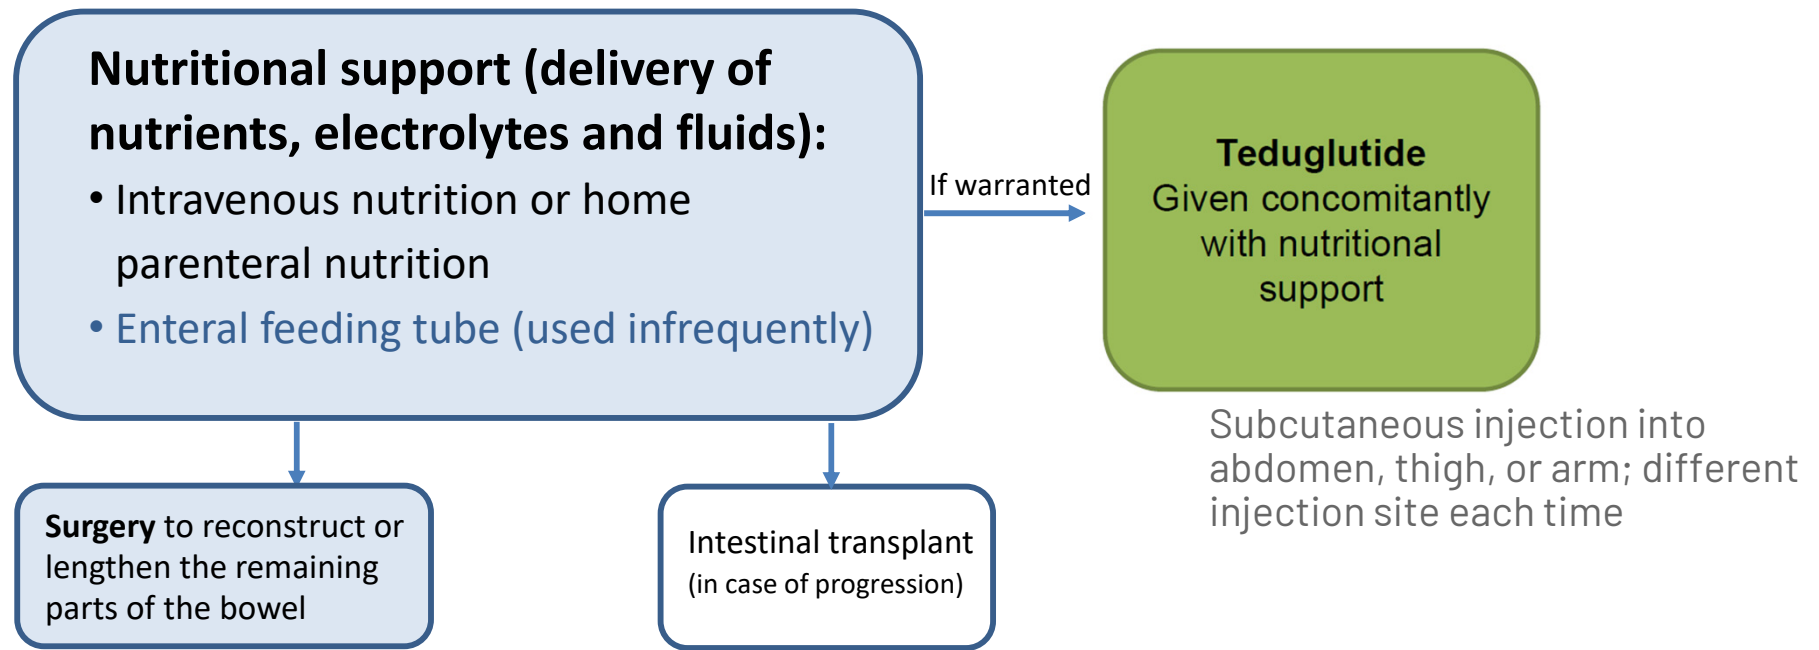 Nutritional support (delivery of
nutrients, electrolytes and fluids):
• Intravenous nutrition or home
parenteral nutrition
• Enteral feeding tube (used infrequently)
If warranted
Teduglutide
Given concomitantly
with nutritional
support
Subcutaneous injection into
abdomen, thigh, or arm; different
injection site each time
Surgery to reconstruct or
lengthen the remaining
parts of the bowel
Intestinal transplant
(in case of progression)